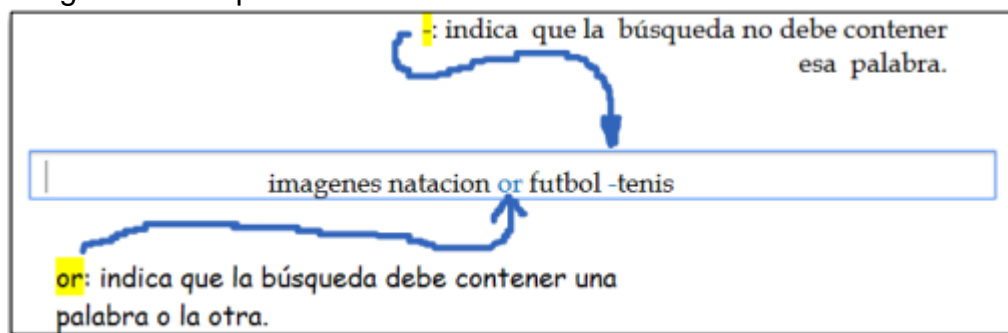 -: indica que la búsqueda no debe contener
esa palabra.
imagenes natacion or futbol -tenis
or: indica que la búsqueda debe contener una
palabra o la otra.